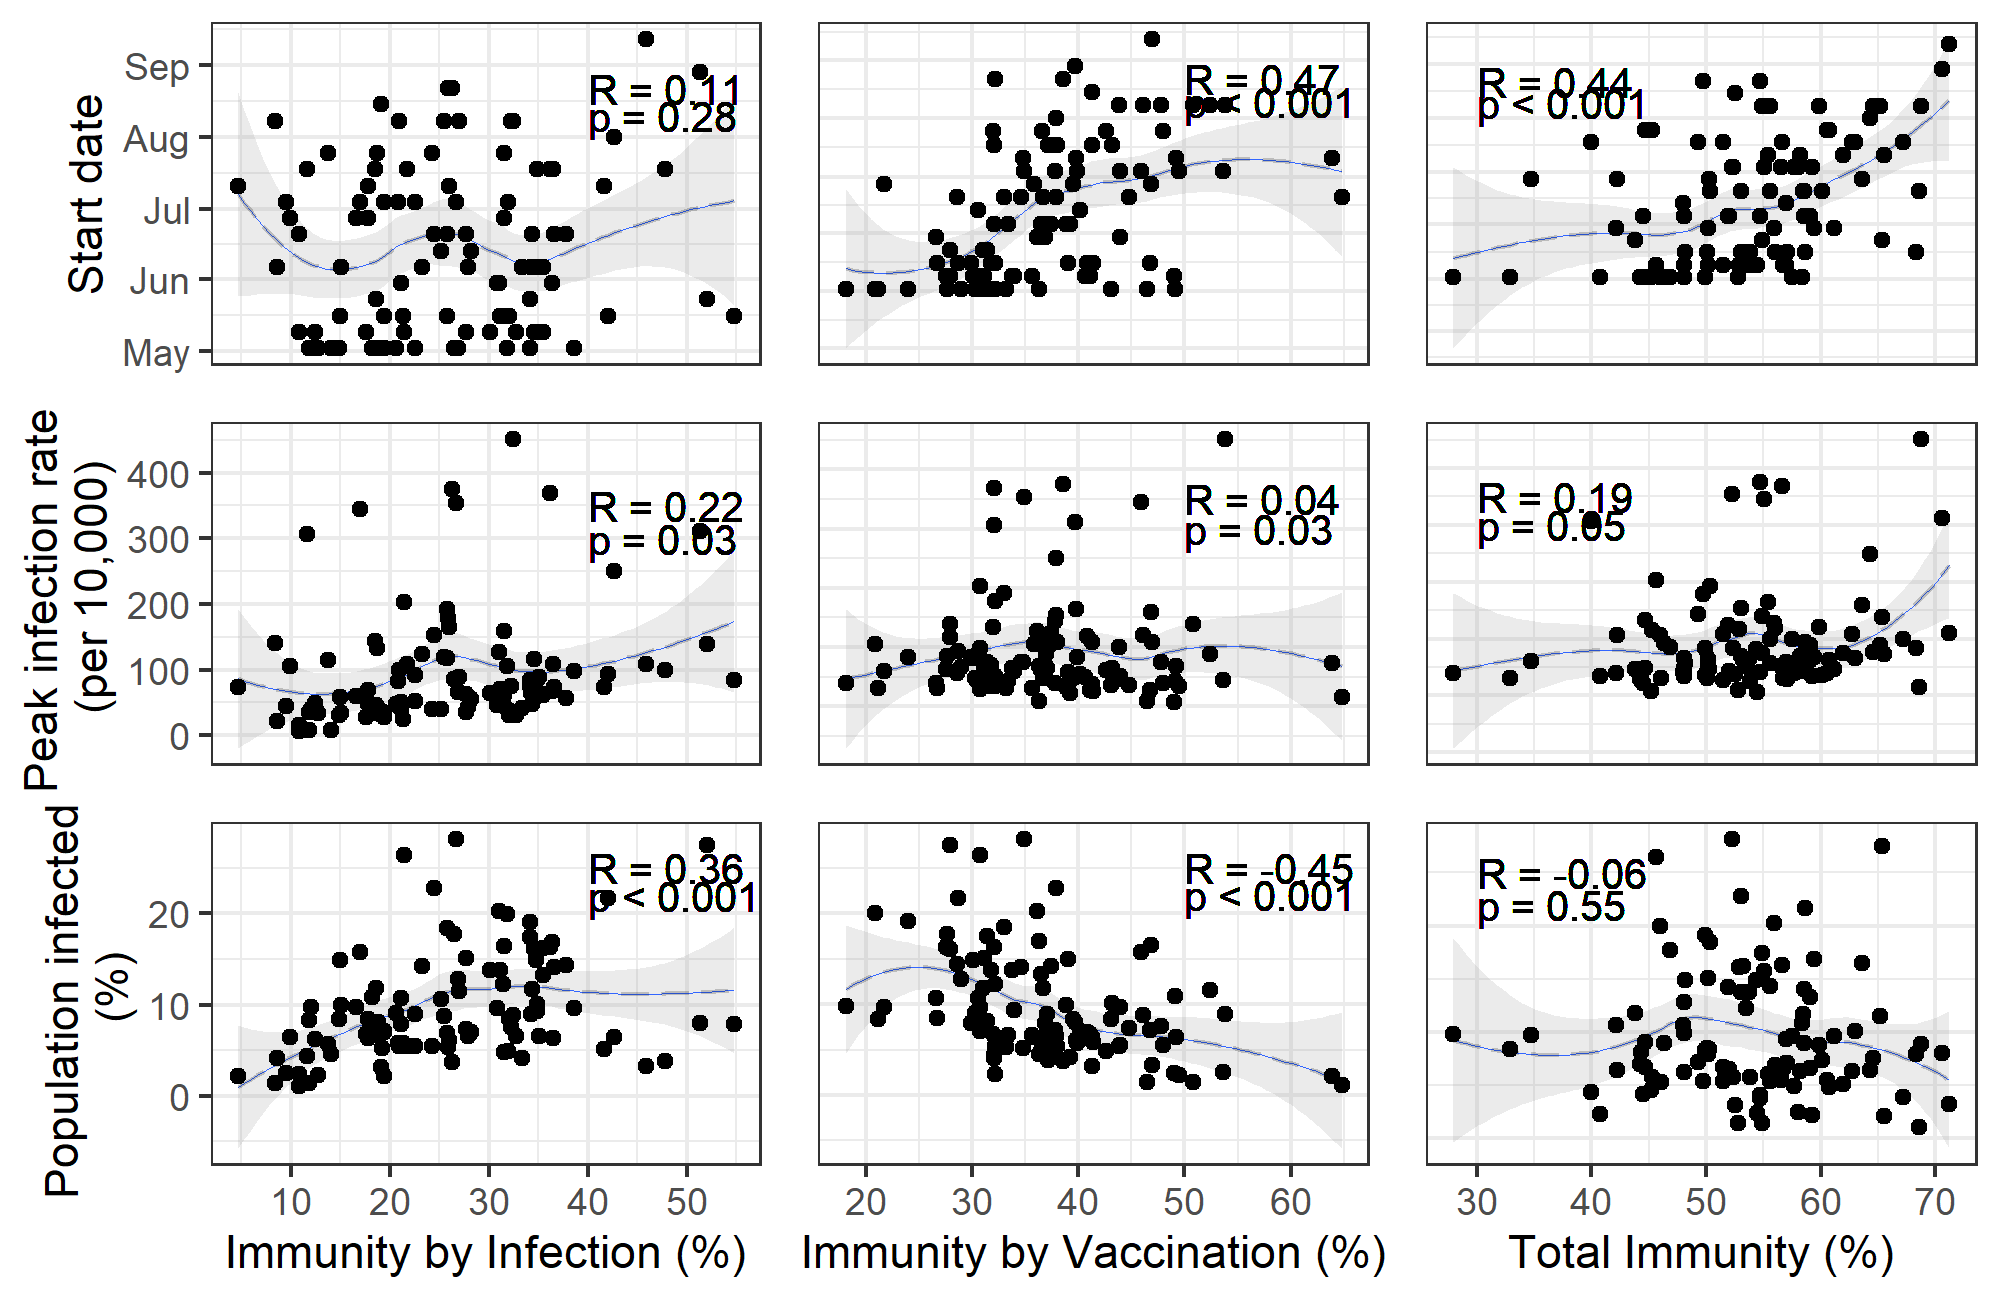 Start date
Sep
Aug
Jul
Jun
May
R = 0.11
p = 0.28
R = 0.47
p < 0.001
R = 0.44
p < 0.001
Peak infection rate
(per 10,000)
400
300
200
100
0
R = 0.22
p = 0.03
R = 0.04
p = 0.03
R = 0.19
p = 0.05
Population infected
(%)
20
10
0
R = 0.36
p < 0.001
R = -0.45
p < 0.001
R = -0.06
p = 0.55
10 20 30 40 50
20 30 40 50 60
30 40 50 60 70
Immunity by Infection (%)
Immunity by Vaccination (%)
Total Immunity (%)